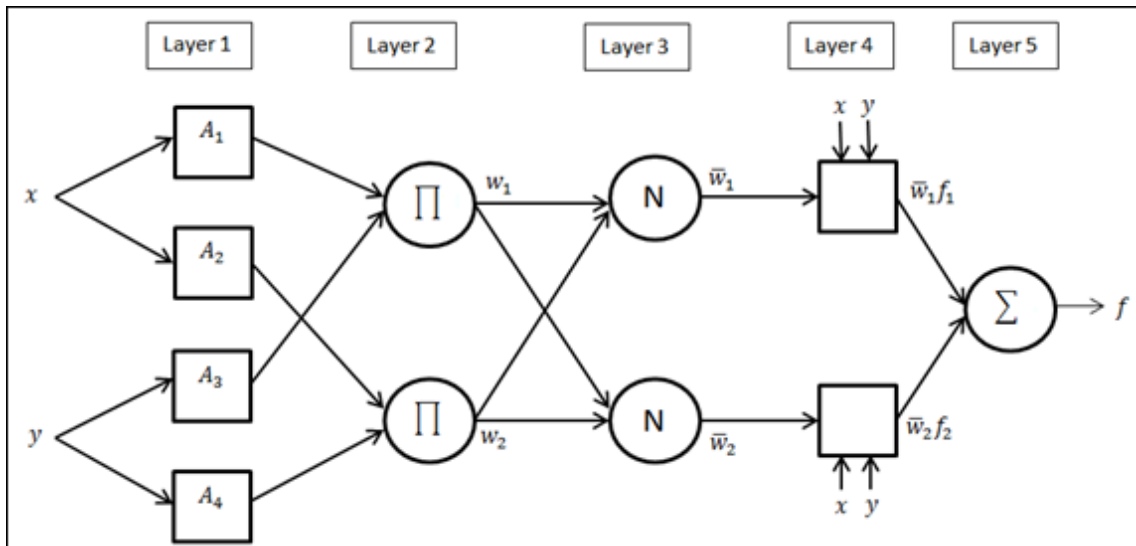 Layer 1 Layer 2 Layer 3 Layer 4 Layer 5
x y
A₁
∏ w₁ N w̅₁ w̅₁f₁
x
A₂
∑ f
A₃
y
∏ w₂ N w̅₂ w̅₂f₂
A₄
x y